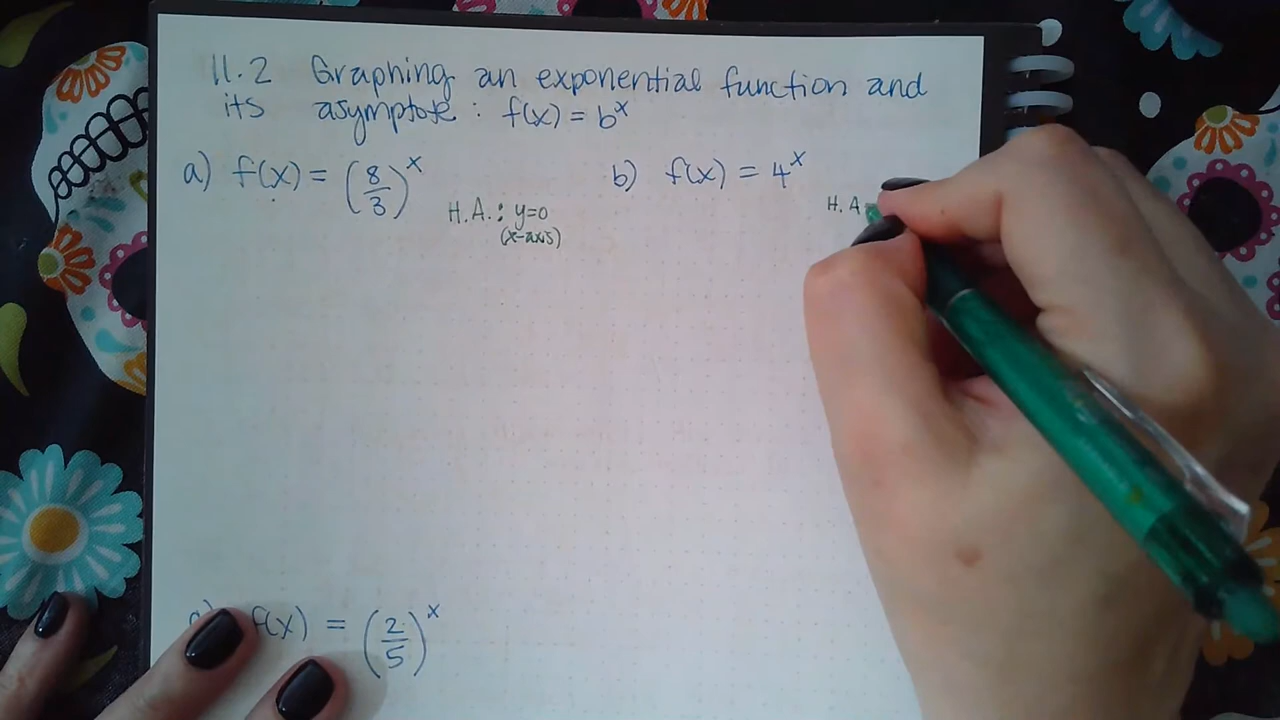 11.2 Graphing an exponential function and
its asymptote : f(x) = b^x
a) f(x) = (8/3)^x
H.A.: y=0
(x-axis)
b) f(x) = 4^x
H.A
f(x) = (2/5)^x